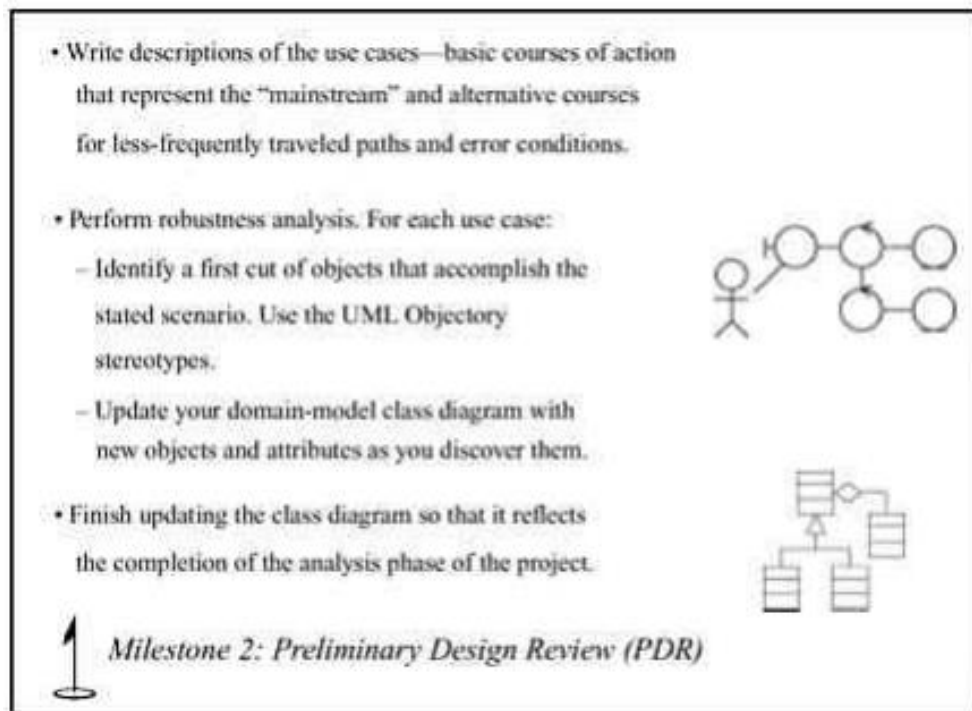 • Write descriptions of the use cases—basic courses of action
that represent the “mainstream” and alternative courses
for less-frequently traveled paths and error conditions.
• Perform robustness analysis. For each use case:
– Identify a first cut of objects that accomplish the
stated scenario. Use the UML Objectory
stereotypes.
– Update your domain-model class diagram with
new objects and attributes as you discover them.
• Finish updating the class diagram so that it reflects
the completion of the analysis phase of the project.
Milestone 2: Preliminary Design Review (PDR)